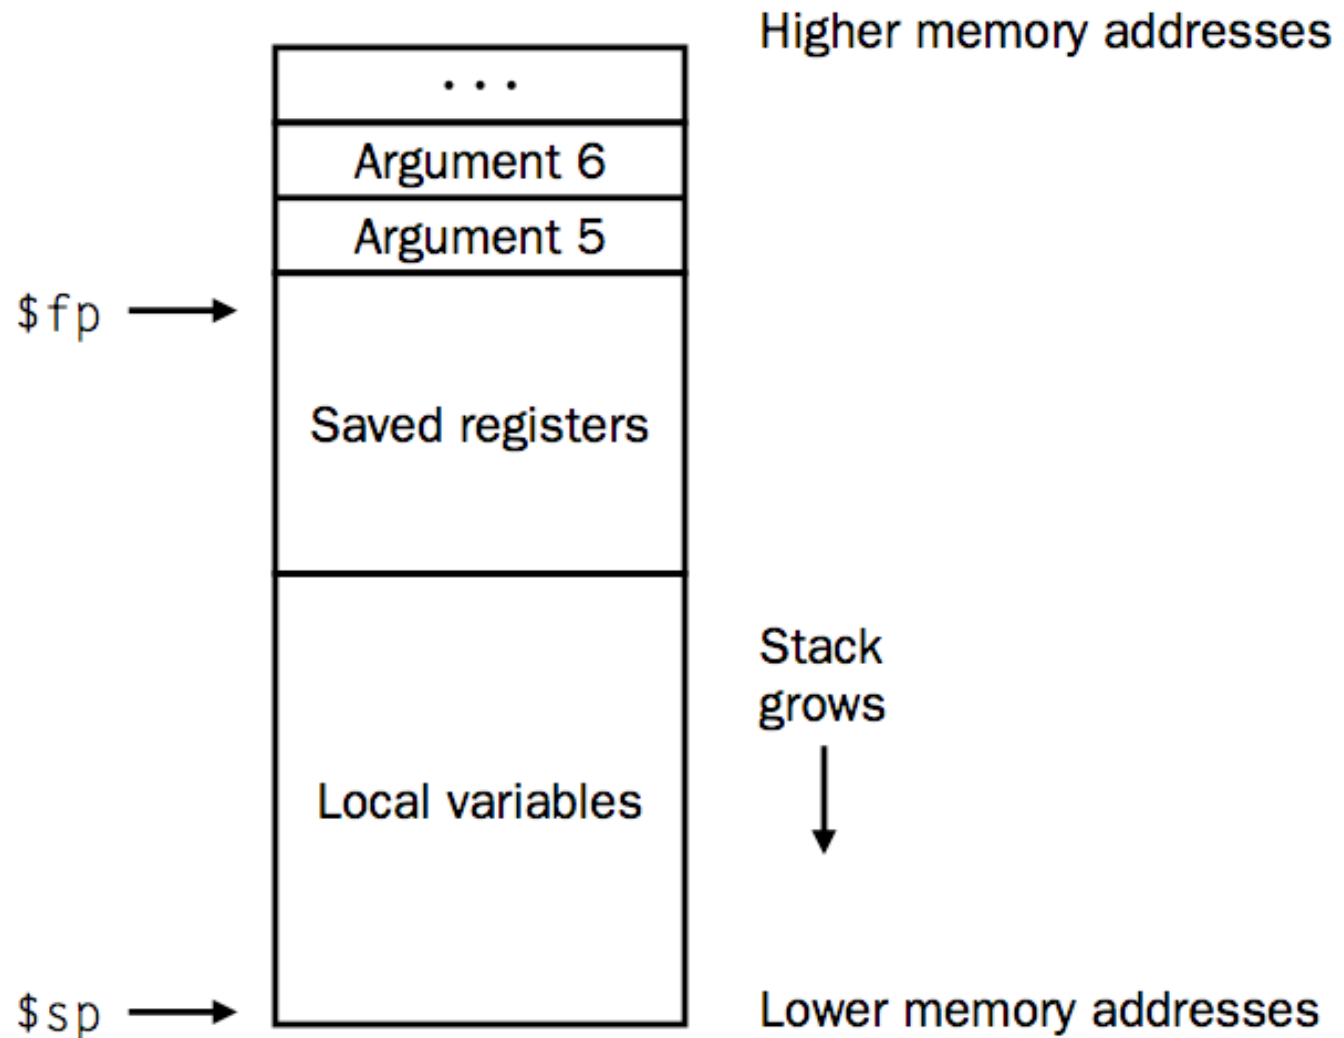 Higher memory addresses
. . .
Argument 6
Argument 5
$fp
Saved registers
Stack
grows
Local variables
$sp
Lower memory addresses